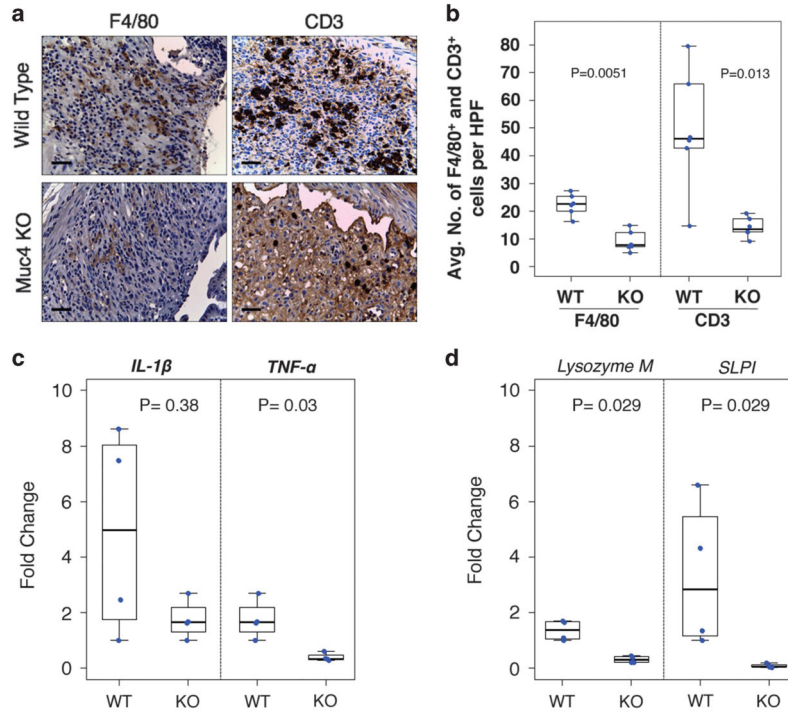 a
F4/80
CD3
Wild Type
Muc4 KO
b
Avg. No. of F4/80+ and CD3+
cells per HPF
80
70
60
50
40
30
20
10
0
P=0.0051
P=0.013
WT KO WT KO
F4/80 CD3
c
IL-1β TNF-α
P= 0.38 P= 0.03
Fold Change
10
8
6
4
2
0
WT KO WT KO
d
Lysozyme M SLPI
P= 0.029 P= 0.029
Fold Change
10
8
6
4
2
0
WT KO WT KO